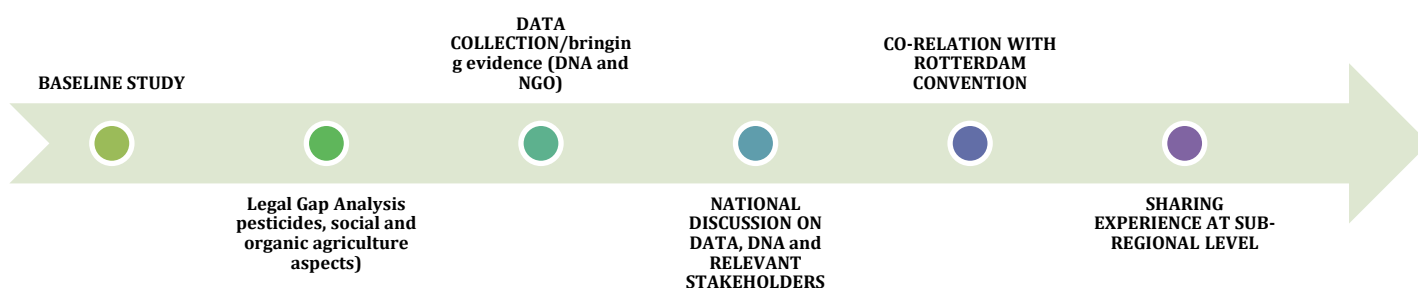 BASELINE STUDY
Legal Gap Analysis
pesticides, social and
organic agriculture
aspects)
DATA
COLLECTION/bringin
g evidence (DNA and
NGO)
NATIONAL
DISCUSSION ON
DATA, DNA and
RELEVANT
STAKEHOLDERS
CO-RELATION WITH
ROTTERDAM
CONVENTION
SHARING
EXPERIENCE AT SUB-
REGIONAL LEVEL